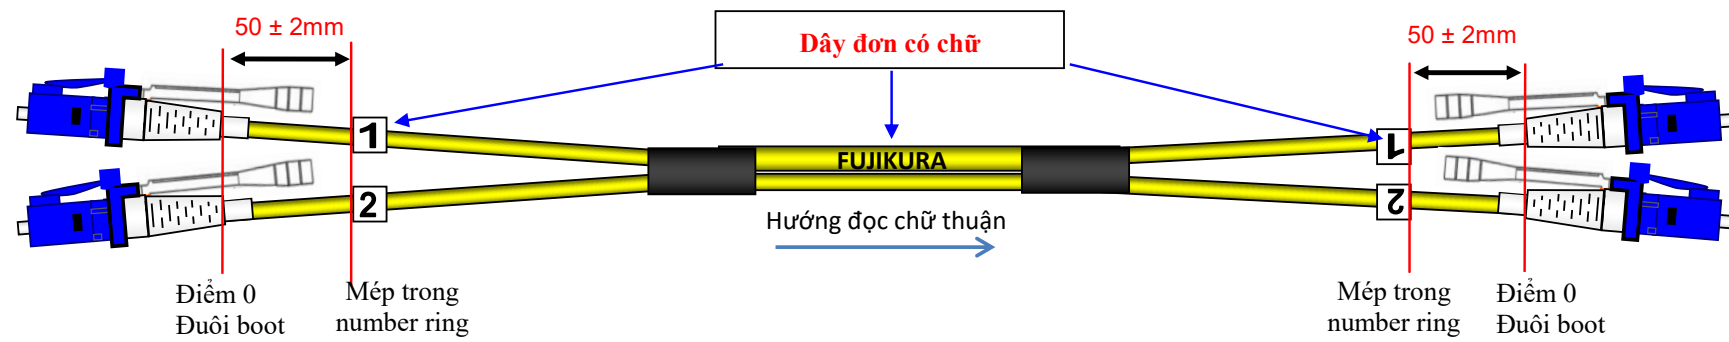 50 ± 2mm
Dây đơn có chữ
50 ± 2mm
1
FUJIKURA
1
2
2
Hướng đọc chữ thuận
Điểm 0
Đuôi boot
Mép trong
number ring
Mép trong
number ring
Điểm 0
Đuôi boot